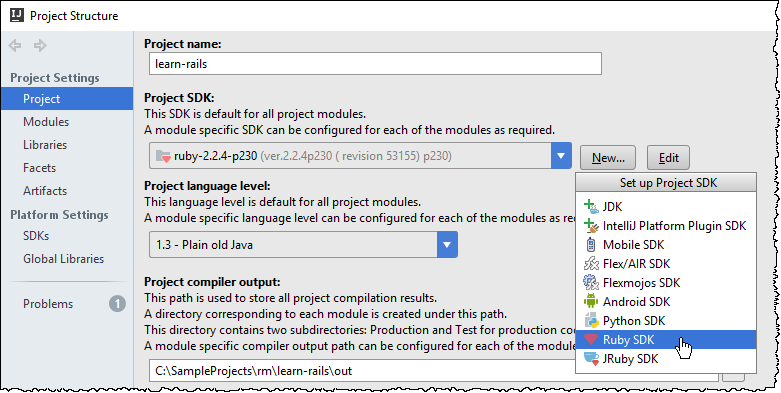 IJ Project Structure
Project Settings
Project
Modules
Libraries
Facets
Artifacts
Platform Settings
SDKs
Global Libraries
Problems 1
Project name:
learn-rails
Project SDK:
This SDK is default for all project modules.
A module specific SDK can be configured for each of the modules as required.
ruby-2.2.4-p230 (ver.2.2.4p230 ( revision 53155) p230) New... Edit
Project language level:
This language level is default for all project modules.
A module specific language level can be configured for each of the modules as
1.3 - Plain old Java
Project compiler output:
This path is used to store all project compilation results.
A directory corresponding to each module is created under this path.
This directory contains two subdirectories: Production and Test for production
A module specific compiler output path can be configured for each of the
C:\SampleProjects\rm\learn-rails\out
Set up Project SDK
JDK
IntelliJ Platform Plugin SDK
Mobile SDK
Flex/AIR SDK
Flexmojos SDK
Android SDK
Python SDK
Ruby SDK
JRuby SDK